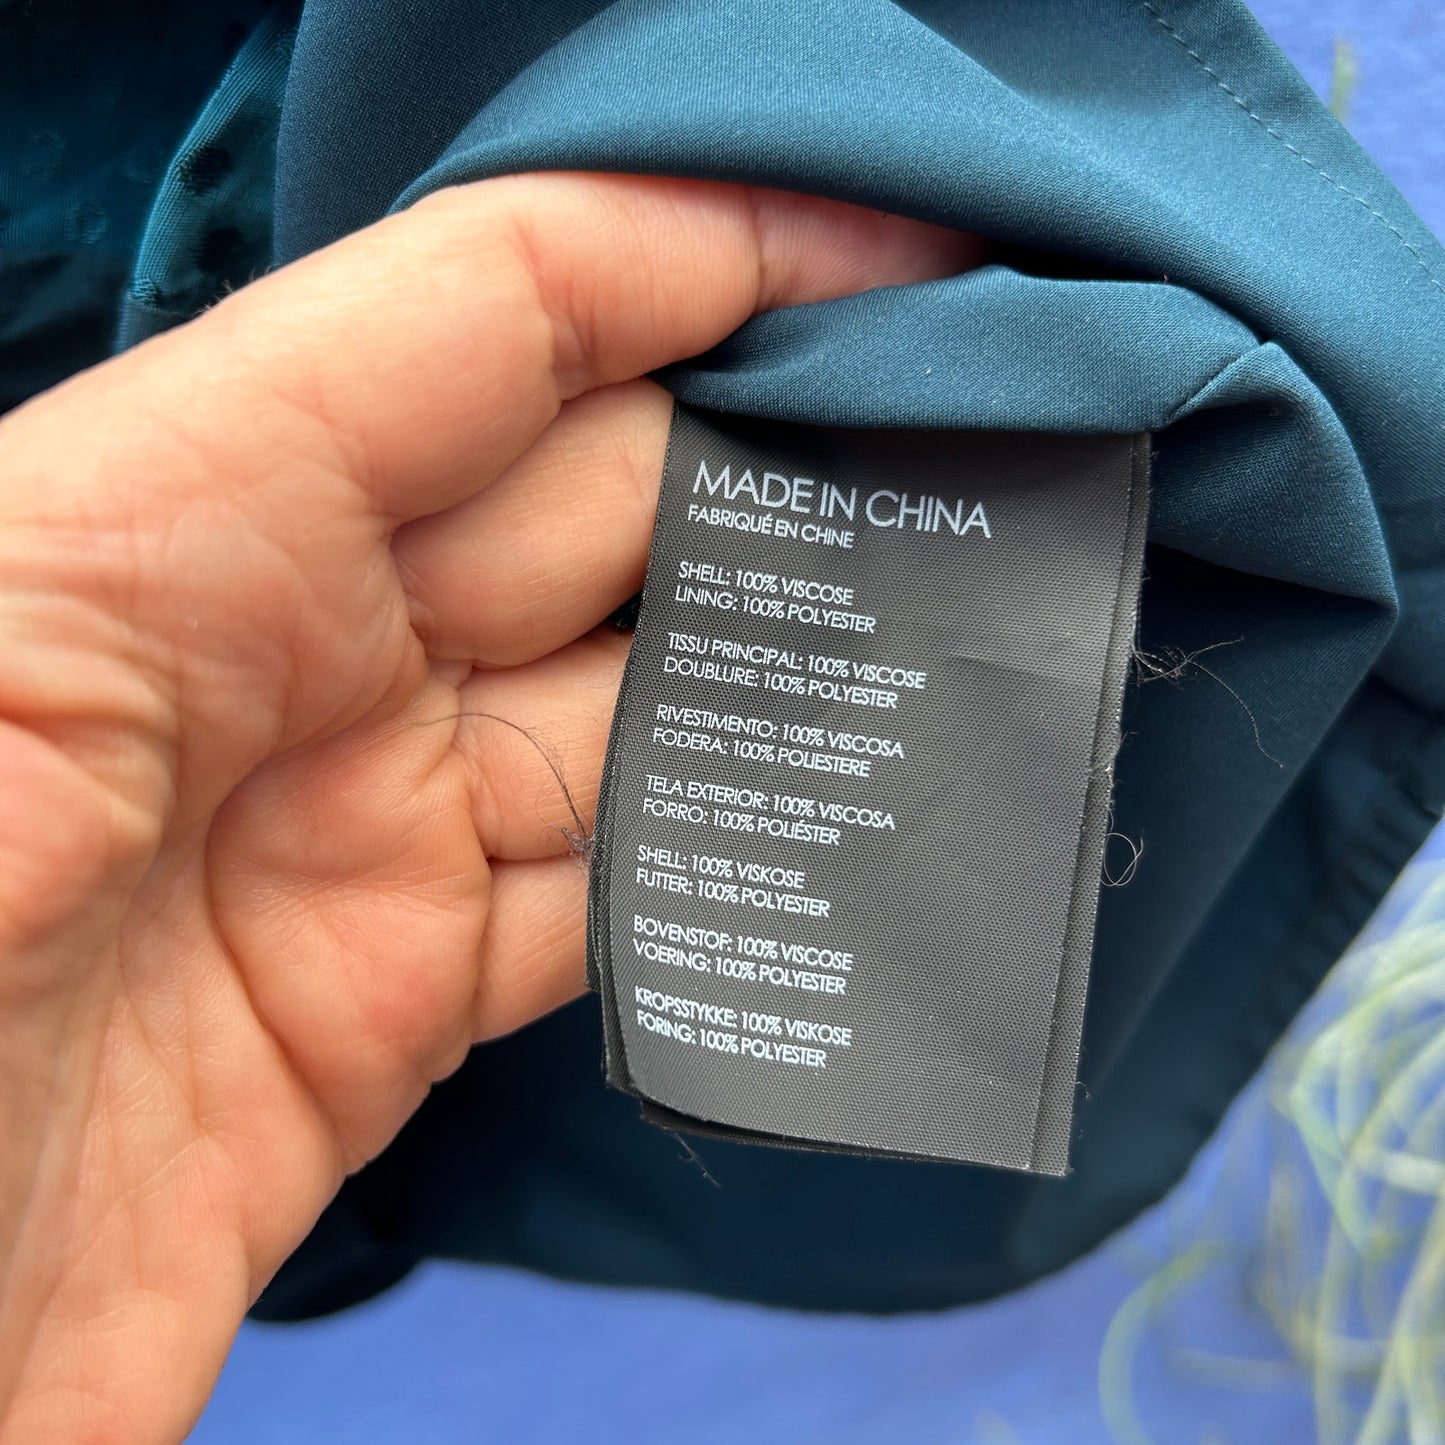 MADE IN CHINA
FABRIQUÉ EN CHINE
SHELL: 100% VISCOSE
LINING: 100% POLYESTER
TISSU PRINCIPAL: 100% VISCOSE
DOUBLURE: 100% POLYESTER
RIVESTIMENTO: 100% VISCOSA
FODERA: 100% POLIESTERE
TELA EXTERIOR: 100% VISCOSA
FORRO: 100% POLIÉSTER
SHELL: 100% VISKOSE
FUTTER: 100% POLYESTER
BOVENSTOF: 100% VISCOSE
VOERING: 100% POLYESTER
KROPSSTYKKE: 100% VISKOSE
FORING: 100% POLYESTER